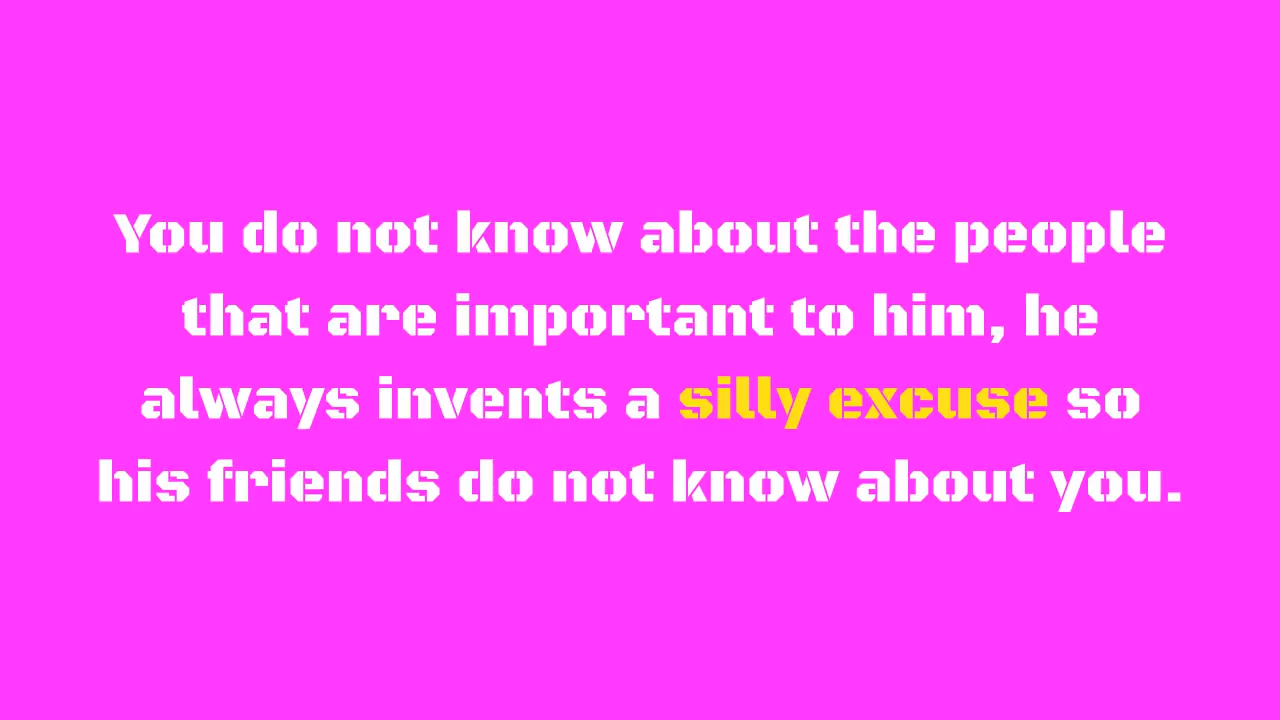 You do not know about the people
that are important to him, he
always invents a silly excuse so
his friends do not know about you.